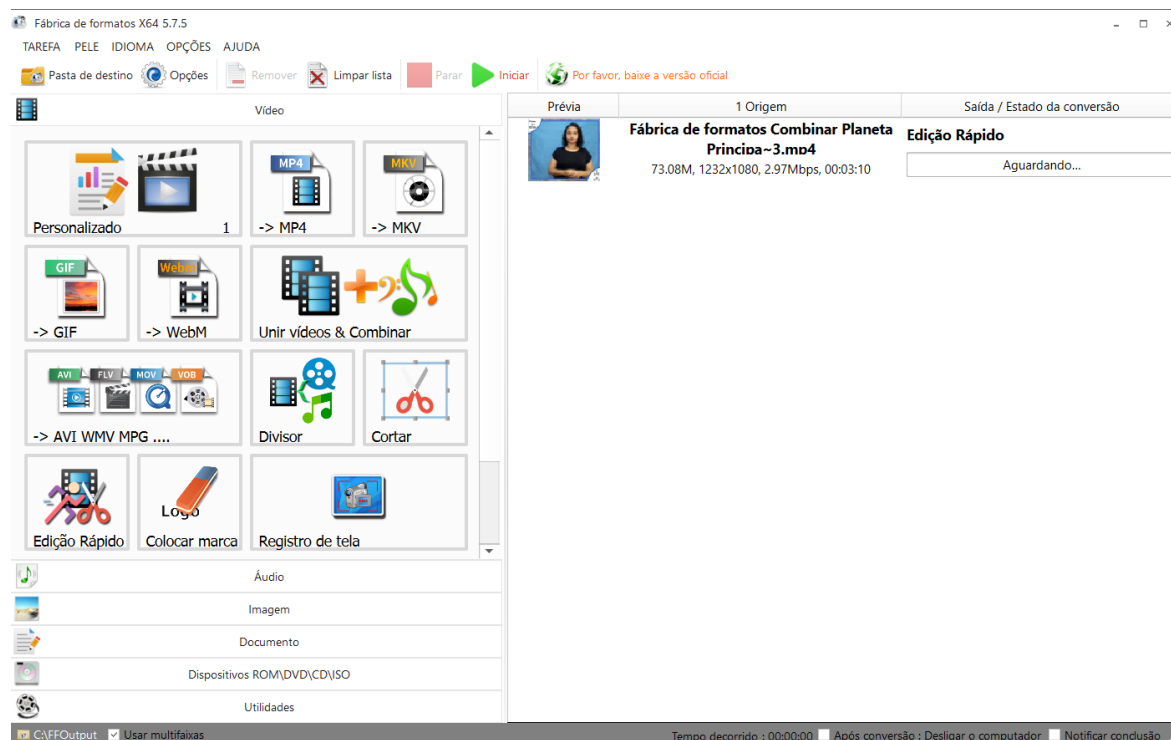 Fábrica de formatos X64 5.7.5
TAREFA PELE IDIOMA OPÇÕES AJUDA
Pasta de destino Opções Remover Limpar lista Parar Iniciar Por favor, baixe a versão oficial
Vídeo
Prévia 1 Origem Saída / Estado da conversão
Fábrica de formatos Combinar Planeta
Principa~3.mp4
73.08M, 1232x1080, 2.97Mbps, 00:03:10
Edição Rápido
Aguardando...
MP4 MKV
Personalizado 1 -> MP4 -> MKV
GIF WebM
-> GIF -> WebM Unir vídeos & Combinar
AVI FLV MOV VOB
-> AVI WMV MPG .... Divisor Cortar
Logo
Edição Rápido Colocar marca Registro de tela
Áudio
Imagem
Documento
Dispositivos ROM\DVD\CD\ISO
Utilidades
C:\FFOutput Usar multifaixas Tempo decorrido : 00:00:00 Após conversão : Desligar o computador Notificar conclusão